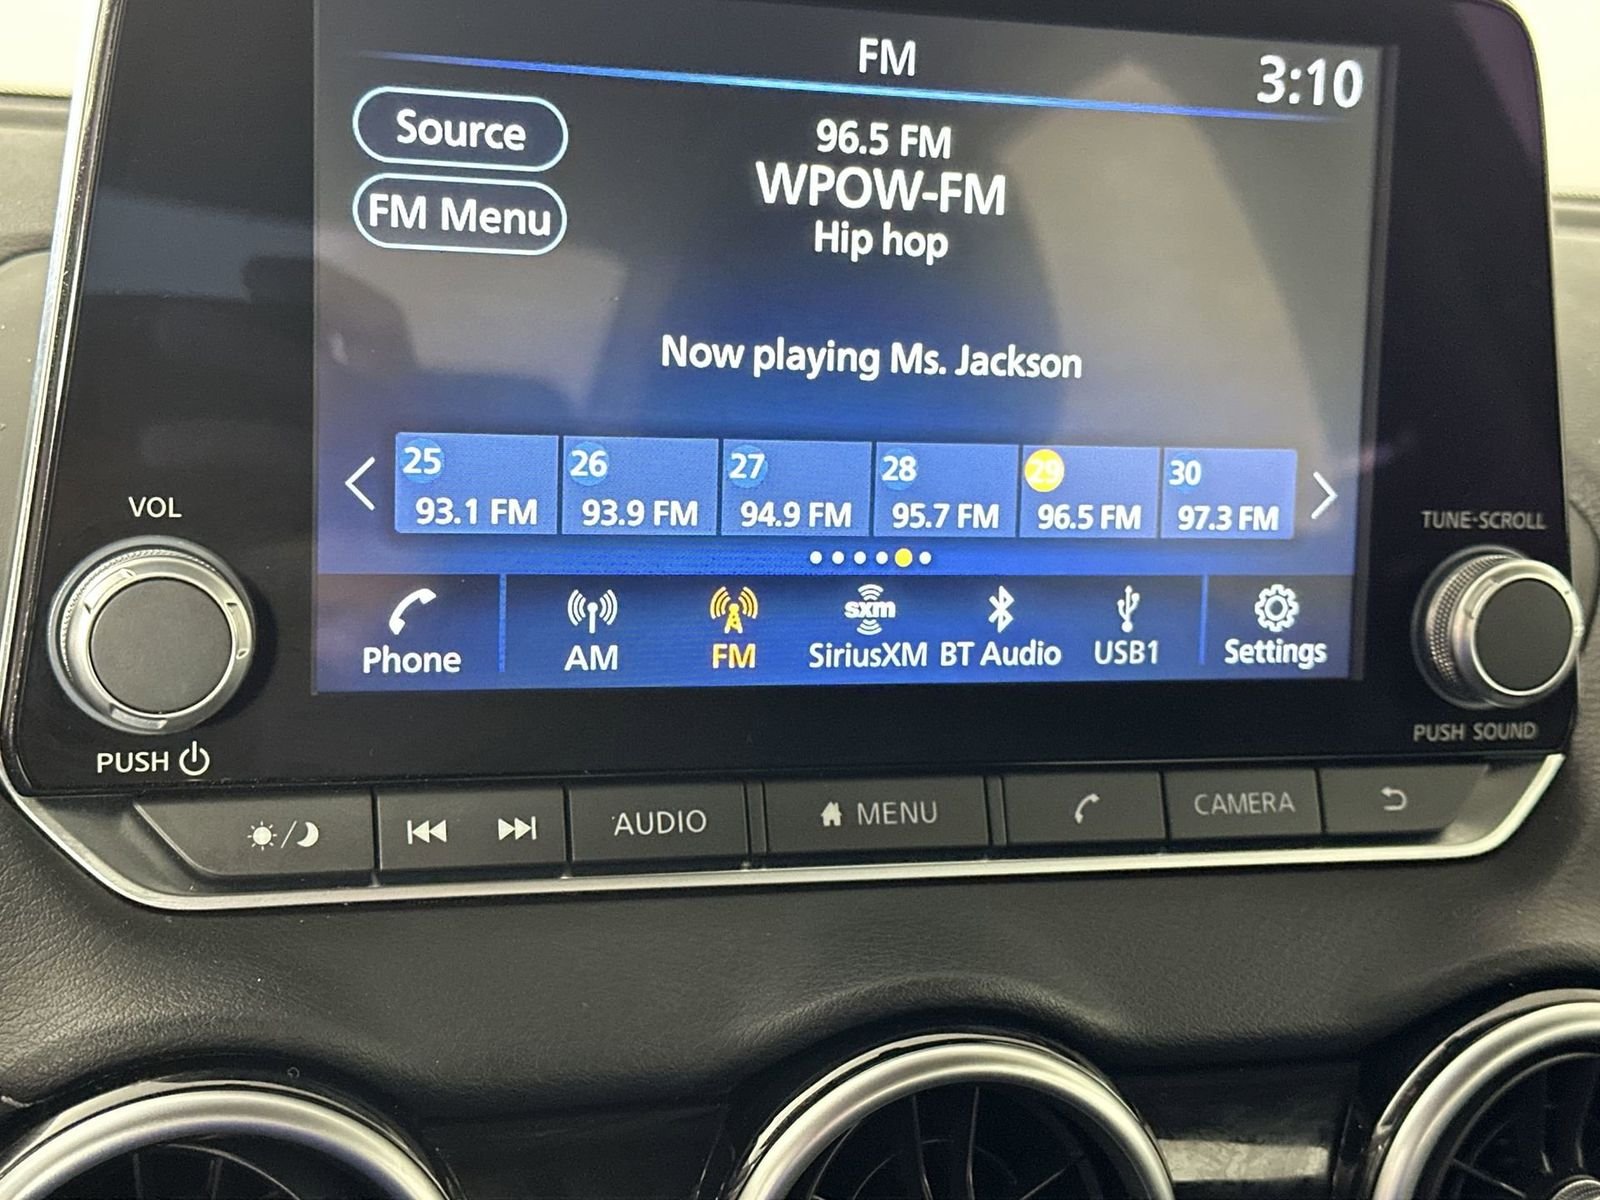 FM
3:10
Source
FM Menu
96.5 FM
WPOW-FM
Hip hop
Now playing Ms. Jackson
25
93.1 FM
26
93.9 FM
27
94.9 FM
28
95.7 FM
29
96.5 FM
30
97.3 FM
Phone
AM
FM
sxm
SiriusXM
BT Audio
USB1
Settings
VOL
PUSH
TUNE·SCROLL
PUSH SOUND
AUDIO
MENU
CAMERA